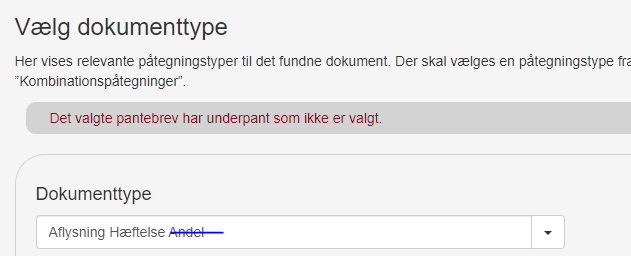 Vælg dokumenttype
Her vises relevante påtegningstyper til det fundne dokument. Der skal vælges en påtegningstype fra
”Kombinationspåtegninger”.
Det valgte pantebrev har underpant som ikke er valgt.
Dokumenttype
Aflysning Hæftelse Andel